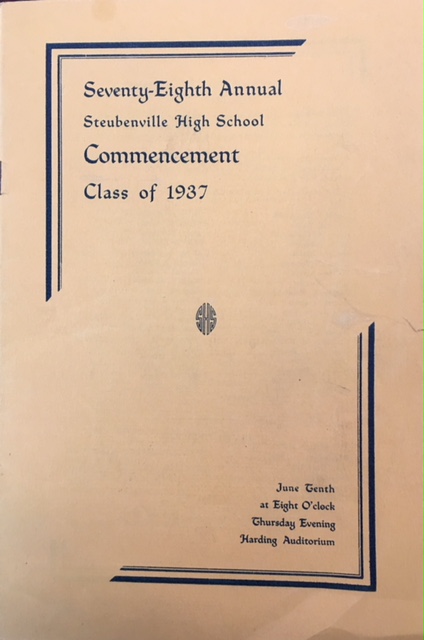 Seventy-Eighth Annual
Steubenville High School
Commencement
Class of 1937
SHS
June Tenth
at Eight O'clock
Thursday Evening
Harding Auditorium